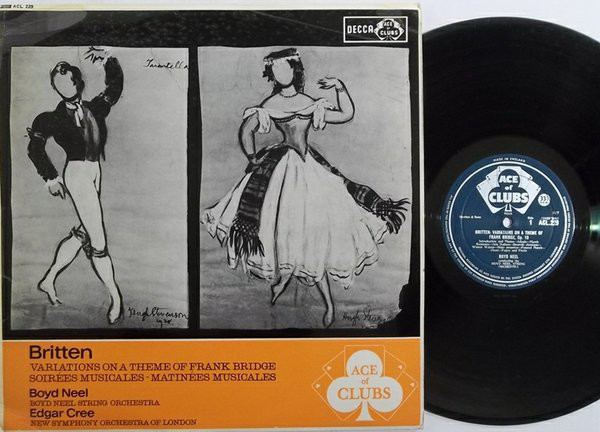 ACL 229
DECCA
ACE
of
CLUBS
Tarantella
Hugh Stevenson
Britten
VARIATIONS ON A THEME OF FRANK BRIDGE
SOIRÉES MUSICALES - MATINÉES MUSICALES
Boyd Neel
BOYD NEEL STRING ORCHESTRA
Edgar Cree
NEW SYMPHONY ORCHESTRA OF LONDON
ACE
of
CLUBS
MADE IN ENGLAND
ACE
of
CLUBS
33⅓
1
ACL.229
BRITTEN: VARIATIONS ON A THEME OF
FRANK BRIDGE, Op. 10
BOYD NEEL